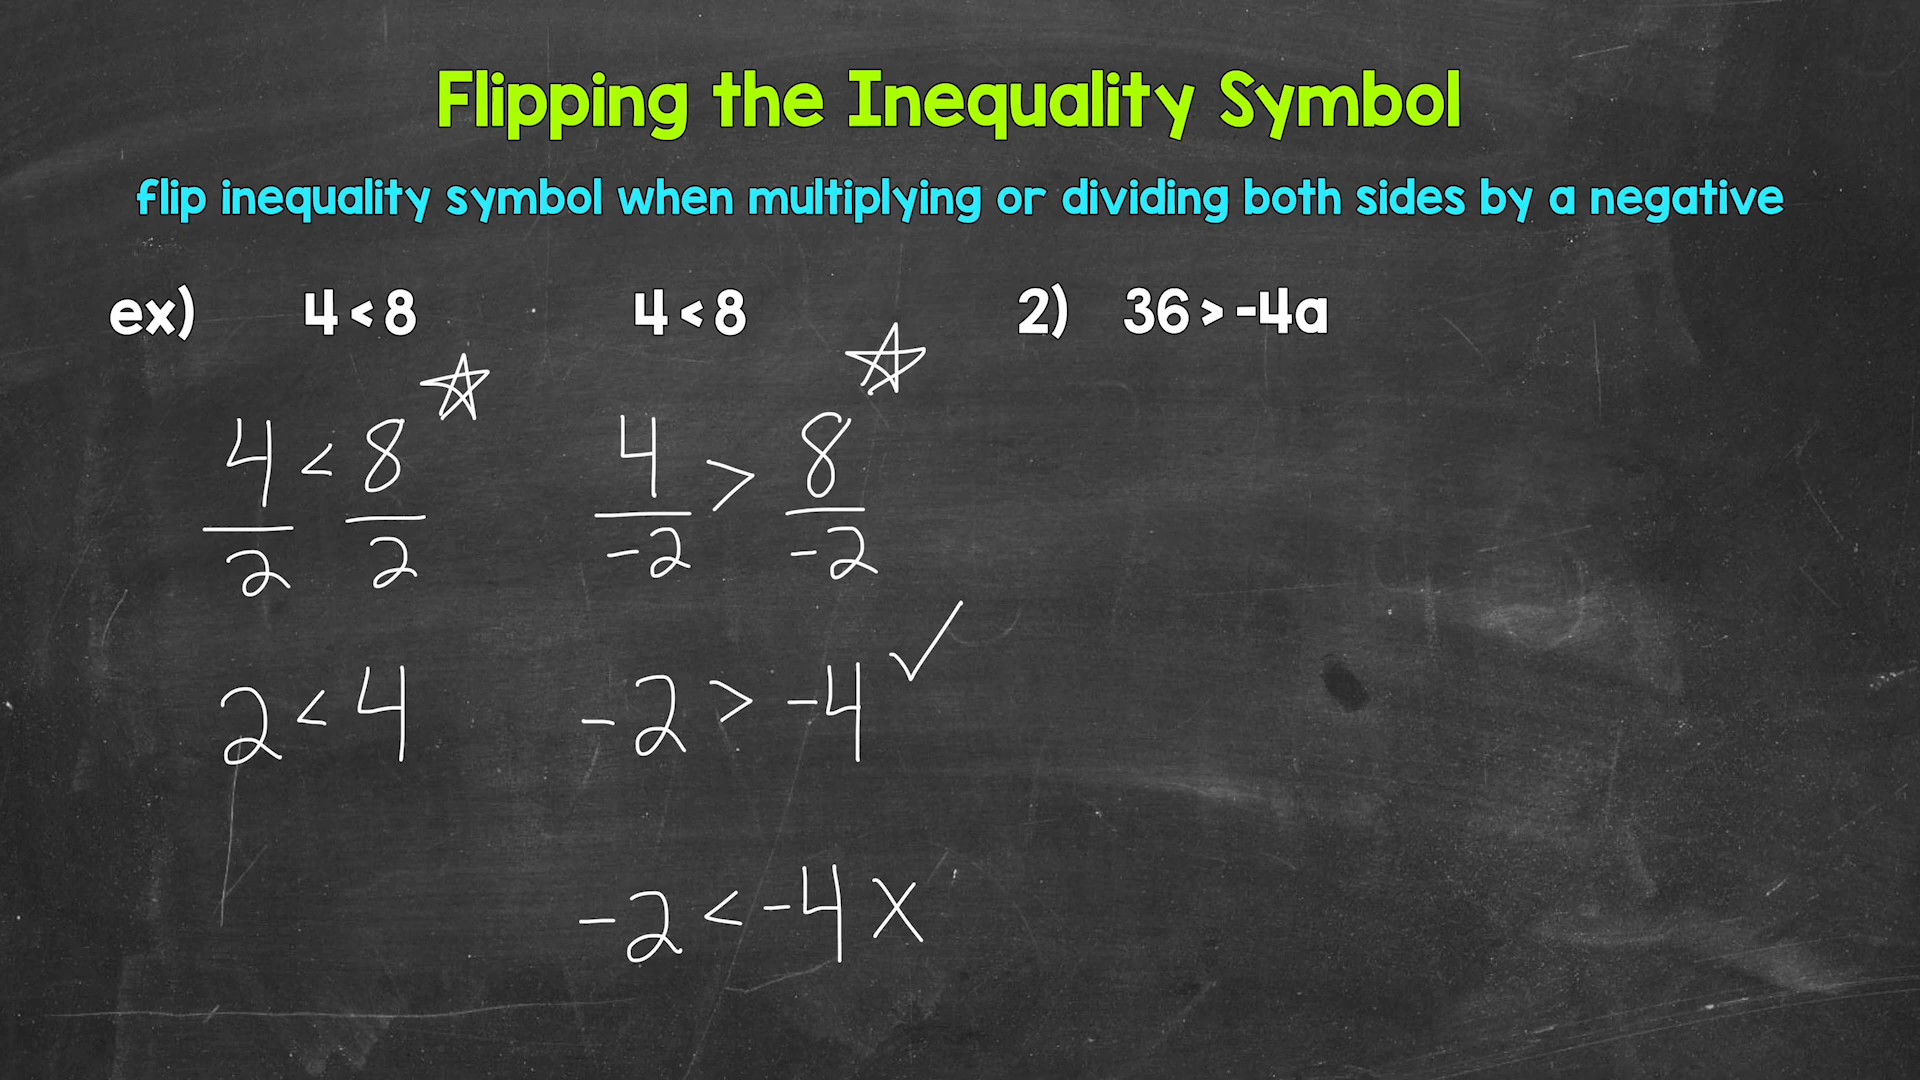 Flipping the Inequality Symbol
flip inequality symbol when multiplying or dividing both sides by a negative
ex) 4 < 8 4 < 8 2) 36 > -4a
4 < 8 4 > 8
2 2 -2 -2
2 < 4 -2 > -4 ✓
-2 < -4 X